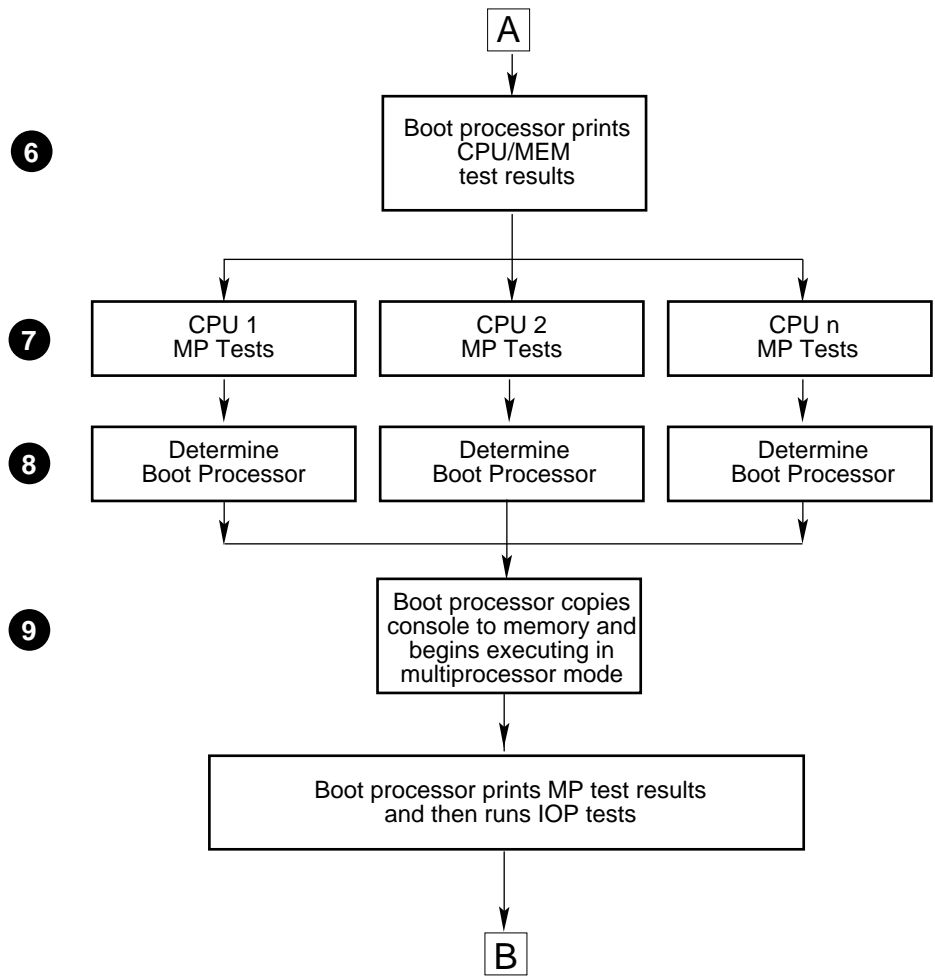 A
6
Boot processor prints
CPU/MEM
test results
7
CPU 1
MP Tests
CPU 2
MP Tests
CPU n
MP Tests
8
Determine
Boot Processor
Determine
Boot Processor
Determine
Boot Processor
9
Boot processor copies
console to memory and
begins executing in
multiprocessor mode
Boot processor prints MP test results
and then runs IOP tests
B